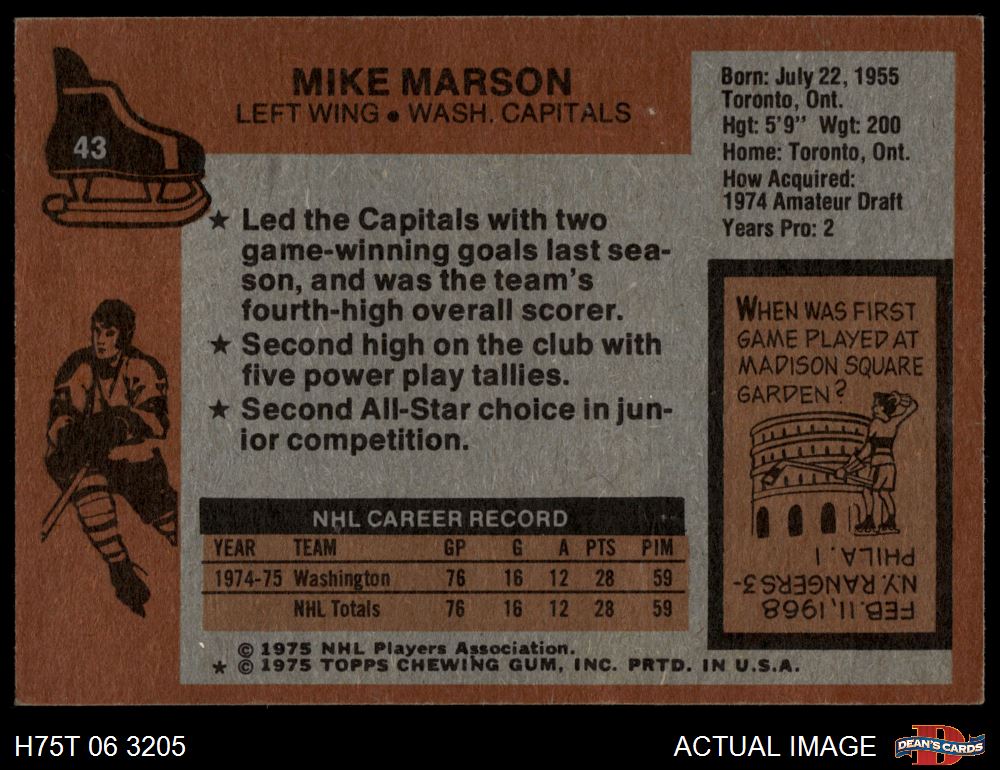 MIKE MARSON
LEFT WING • WASH. CAPITALS
43
Born: July 22, 1955
Toronto, Ont.
Hgt: 5'9" Wgt: 200
Home: Toronto, Ont.
How Acquired:
1974 Amateur Draft
Years Pro: 2
★ Led the Capitals with two
game-winning goals last sea-
son, and was the team's
fourth-high overall scorer.
★ Second high on the club with
five power play tallies.
★ Second All-Star choice in jun-
ior competition.
WHEN WAS FIRST
GAME PLAYED AT
MADISON SQUARE
GARDEN?
FEB. 11, 1968
N.Y. RANGERS 3-
PHILA. 1
NHL CAREER RECORD
YEAR TEAM GP G A PTS PIM
1974-75 Washington 76 16 12 28 59
NHL Totals 76 16 12 28 59
© 1975 NHL Players Association.
★ © 1975 TOPPS CHEWING GUM, INC. PRTD. IN U.S.A.
H75T 06 3205
ACTUAL IMAGE
D
DEAN'S CARDS